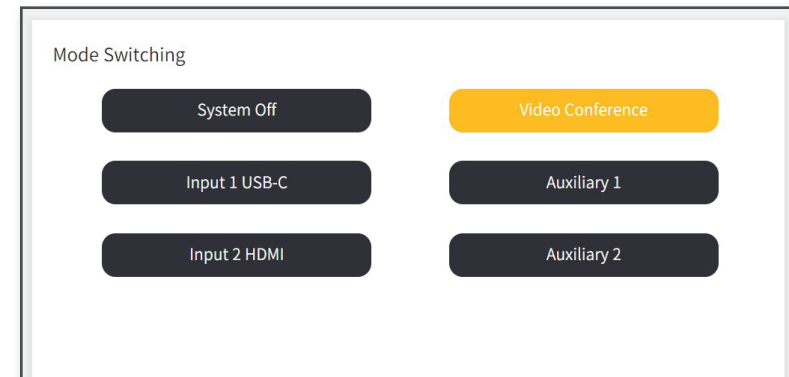 Mode Switching
System Off
Video Conference
Input 1 USB-C
Auxiliary 1
Input 2 HDMI
Auxiliary 2